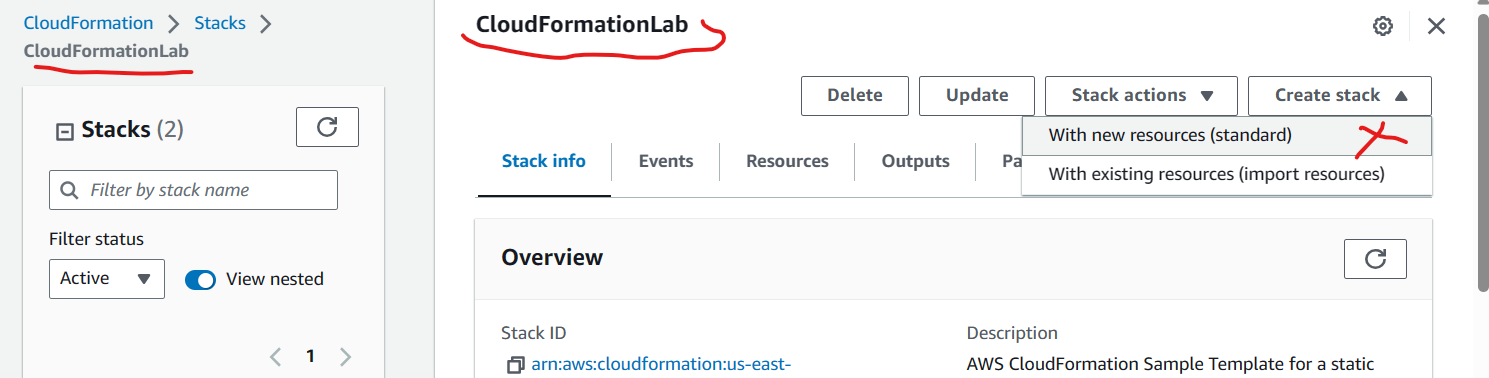 CloudFormation > Stacks >
CloudFormationLab
Stacks (2)
Filter by stack name
Filter status
Active
View nested
1
CloudFormationLab
Delete
Update
Stack actions
Create stack
With new resources (standard)
With existing resources (import resources)
Stack info
Events
Resources
Outputs
Pa
Overview
Stack ID
arn:aws:cloudformation:us-east-
Description
AWS CloudFormation Sample Template for a static